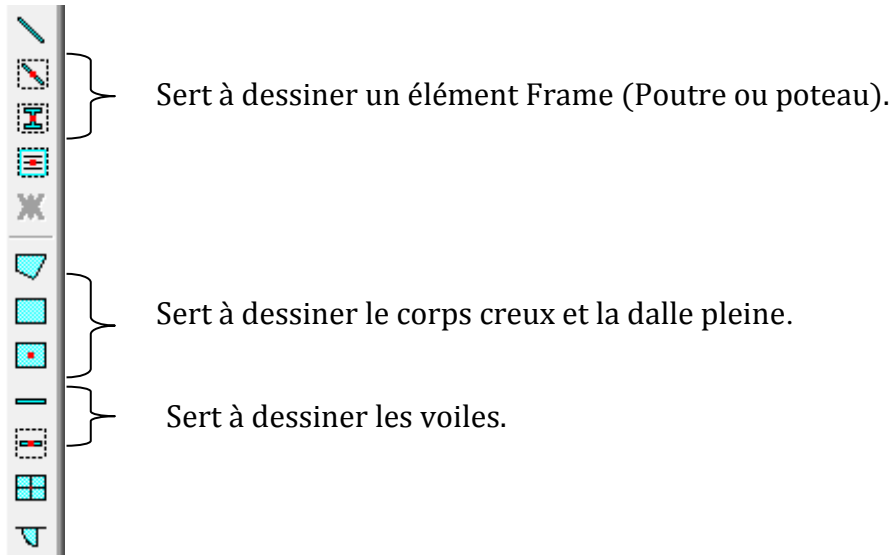 Sert à dessiner un élément Frame (Poutre ou poteau).
Sert à dessiner le corps creux et la dalle pleine.
Sert à dessiner les voiles.